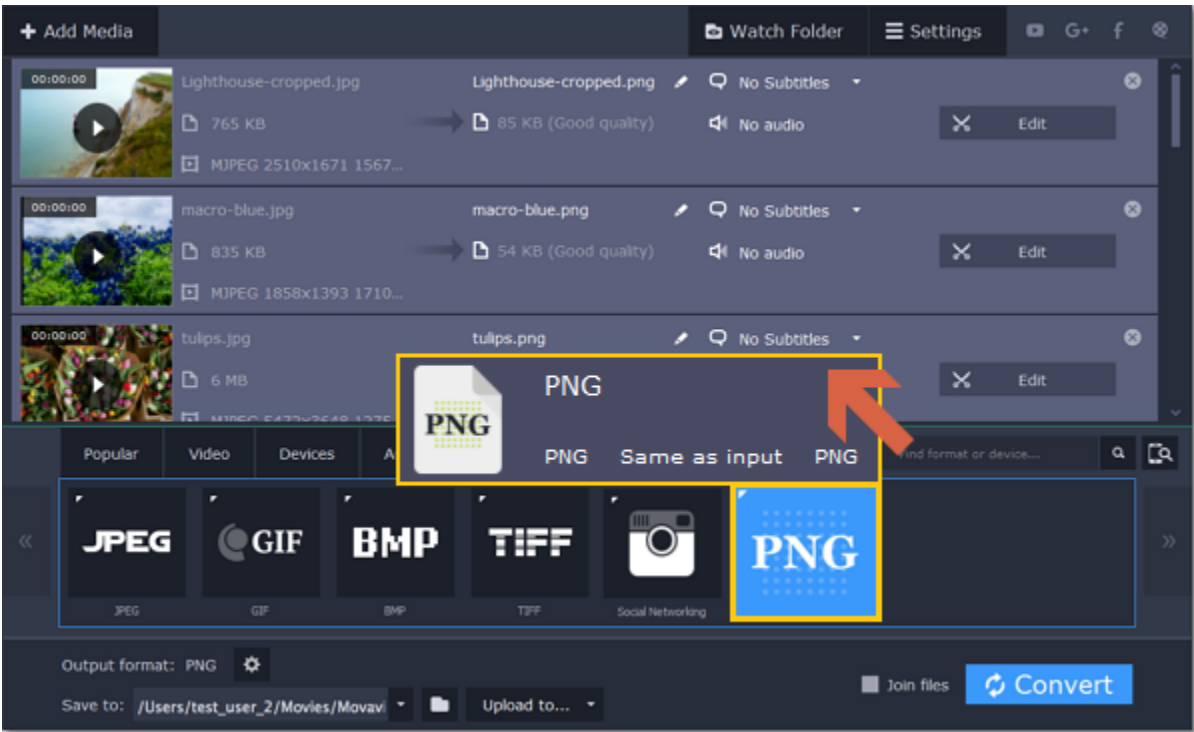 Add Media
Watch Folder
Settings
G+
f
00:00:00
Lighthouse-cropped.jpg
Lighthouse-cropped.png
No Subtitles
765 KB
85 KB (Good quality)
No audio
Edit
MJPEG 2510x1671 1567...
00:00:00
macro-blue.jpg
macro-blue.png
No Subtitles
835 KB
54 KB (Good quality)
No audio
Edit
MJPEG 1858x1393 1710...
00:00:00
tulips.jpg
tulips.png
No Subtitles
6 MB
Edit
MJPEG 5472x3648 1275
PNG
PNG
PNG Same as input PNG
Popular
Video
Devices
A
Find format or device...
JPEG
GIF
BMP
TIFF
PNG
JPEG
GIF
BMP
TIFF
Social Networking
Output format: PNG
Join files
Convert
Save to: /Users/test_user_2/Movies/Movavi
Upload to...